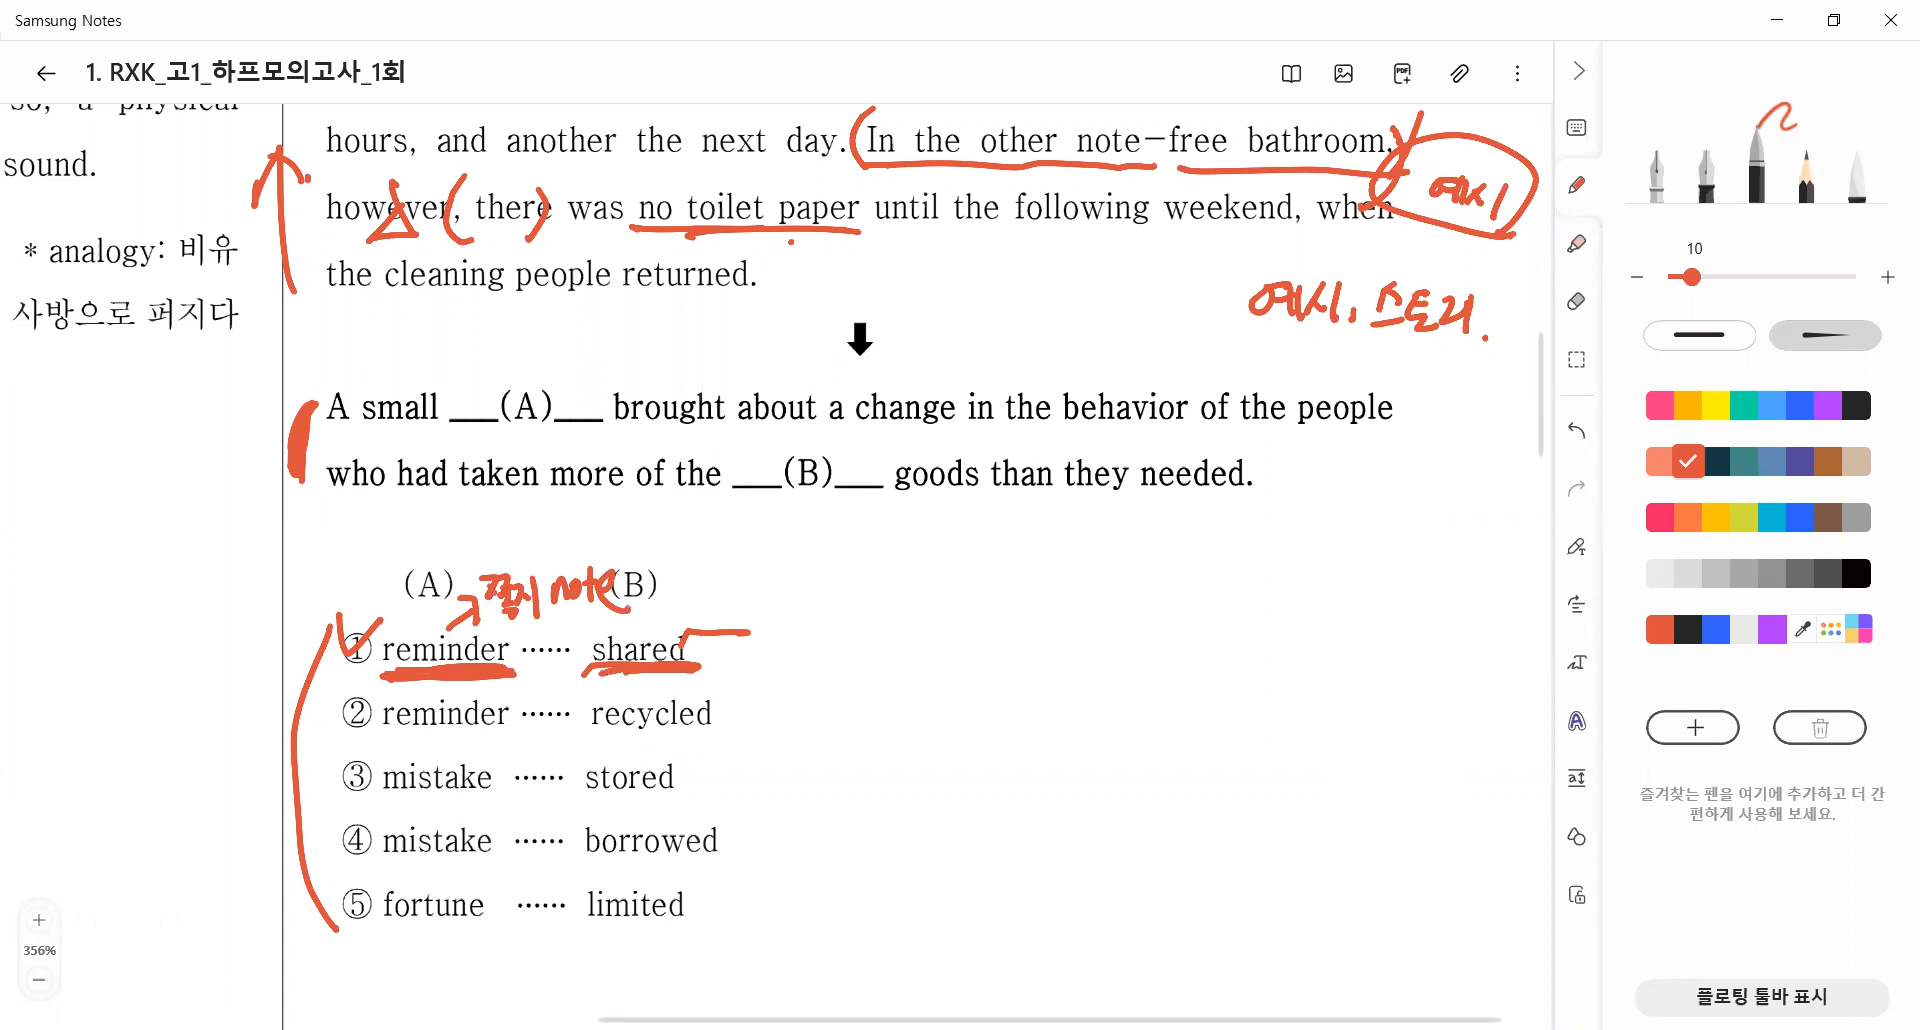 Samsung Notes
1. RXK_고1_하프모의고사_1회
so, a physical
sound.
* analogy: 비유
사방으로 퍼지다
hours, and another the next day. In the other note-free bathroom,
however, there was no toilet paper until the following weekend, when
the cleaning people returned.
예시
예시, 스토리.
A small ___(A)___ brought about a change in the behavior of the people
who had taken more of the ___(B)___ goods than they needed.
(A) (B)
쪽지 note
① reminder ⋯⋯ shared
② reminder ⋯⋯ recycled
③ mistake ⋯⋯ stored
④ mistake ⋯⋯ borrowed
⑤ fortune ⋯⋯ limited
356%
10
즐겨찾는 펜을 여기에 추가하고 더 간
편하게 사용해 보세요.
플로팅 툴바 표시